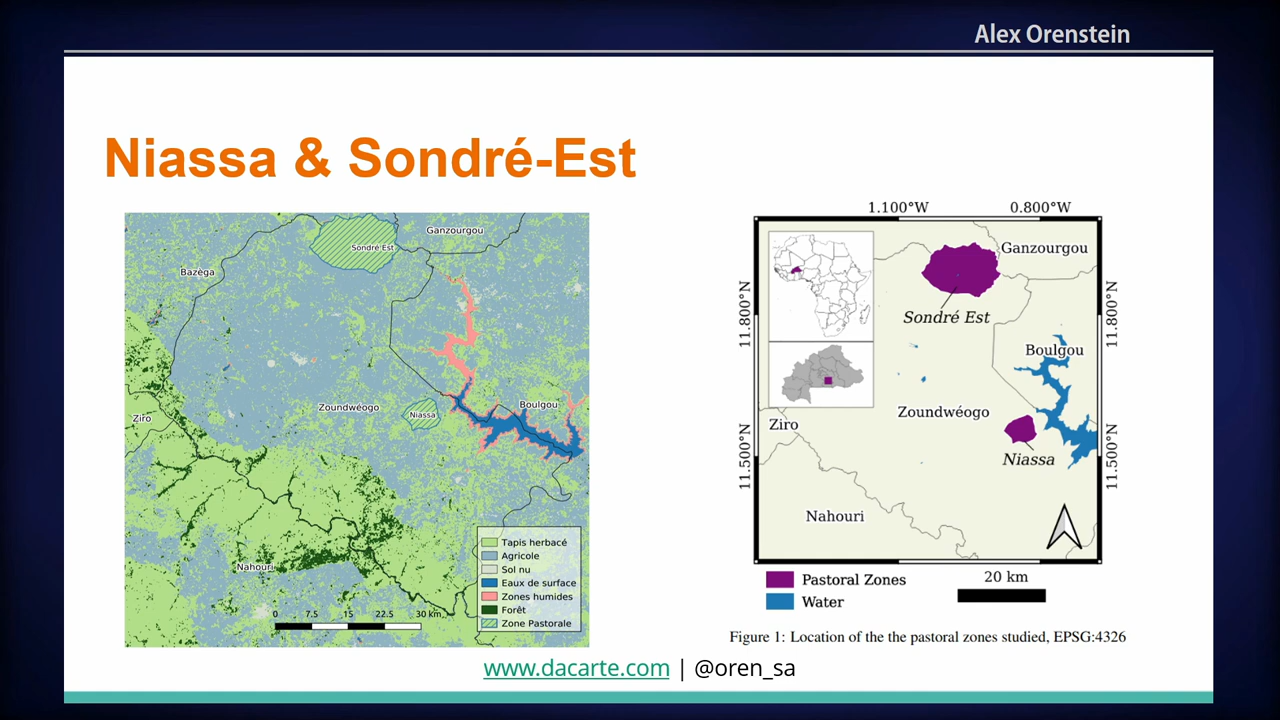 Alex Orenstein
Niassa & Sondré-Est
Sondré Est
Ganzourgou
Bazèga
Zoundwéogo
Niassa
Boulgou
Ziro
Nahouri
Tapis herbacé
Agricole
Sol nu
Eaux de surface
Zones humides
Forêt
Zone Pastorale
0 7.5 15 22.5 30 km
1.100°W 0.800°W
11.800°N
11.500°N
Ganzourgou
Sondré Est
Boulgou
Zoundwéogo
Ziro
Niassa
Nahouri
11.800°N
11.500°N
Pastoral Zones
Water
20 km
Figure 1: Location of the the pastoral zones studied, EPSG:4326
www.dacarte.com | @oren_sa